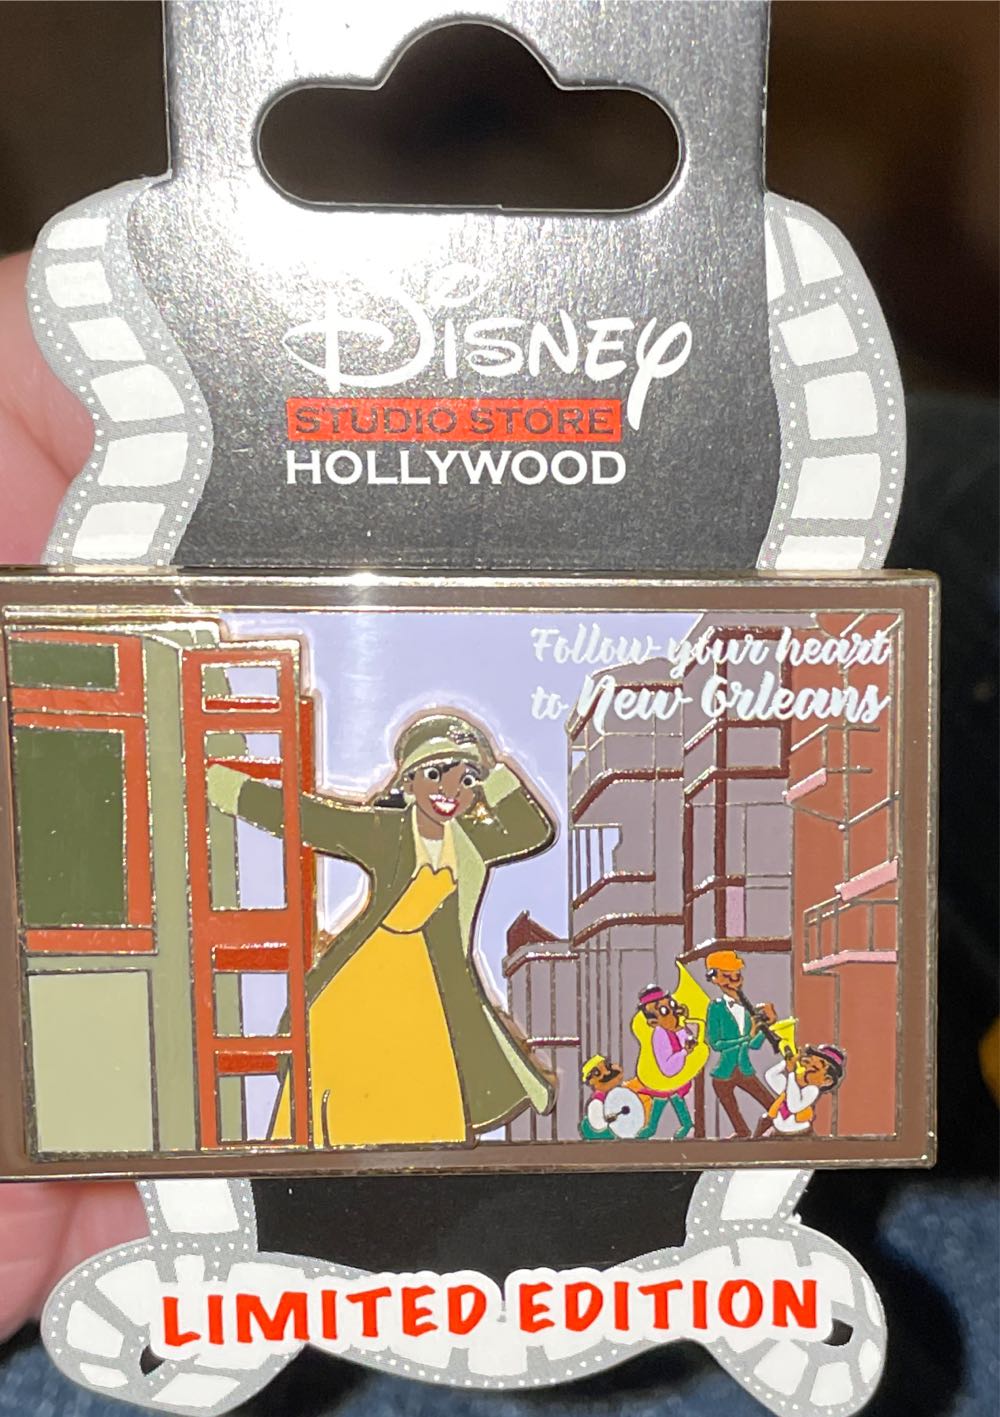 Disney
STUDIO STORE
HOLLYWOOD
Follow your heart
to New Orleans
LIMITED EDITION